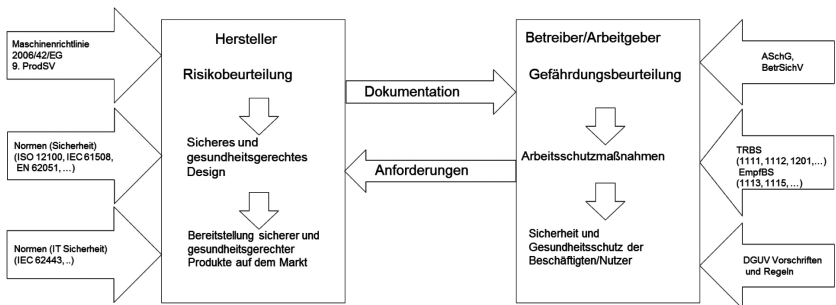 Maschinenrichtlinie
2006/42/EG
9. ProdSV
Normen (Sicherheit)
(ISO 12100, IEC 61508,
EN 62051, ...)
Normen (IT Sicherheit)
(IEC 62443, ..)
Hersteller
Risikobeurteilung
Sicheres und
gesundheitsgerechtes
Design
Bereitstellung sicherer und
gesundheitsgerechter
Produkte auf dem Markt
Dokumentation
Anforderungen
Betreiber/Arbeitgeber
Gefährdungsbeurteilung
Arbeitsschutzmaßnahmen
Sicherheit und
Gesundheitsschutz der
Beschäftigten/Nutzer
ASchG,
BetrSichV
TRBS
(1111, 1112, 1201,...)
EmpfBS
(1113, 1115, ...)
DGUV Vorschriften
und Regeln